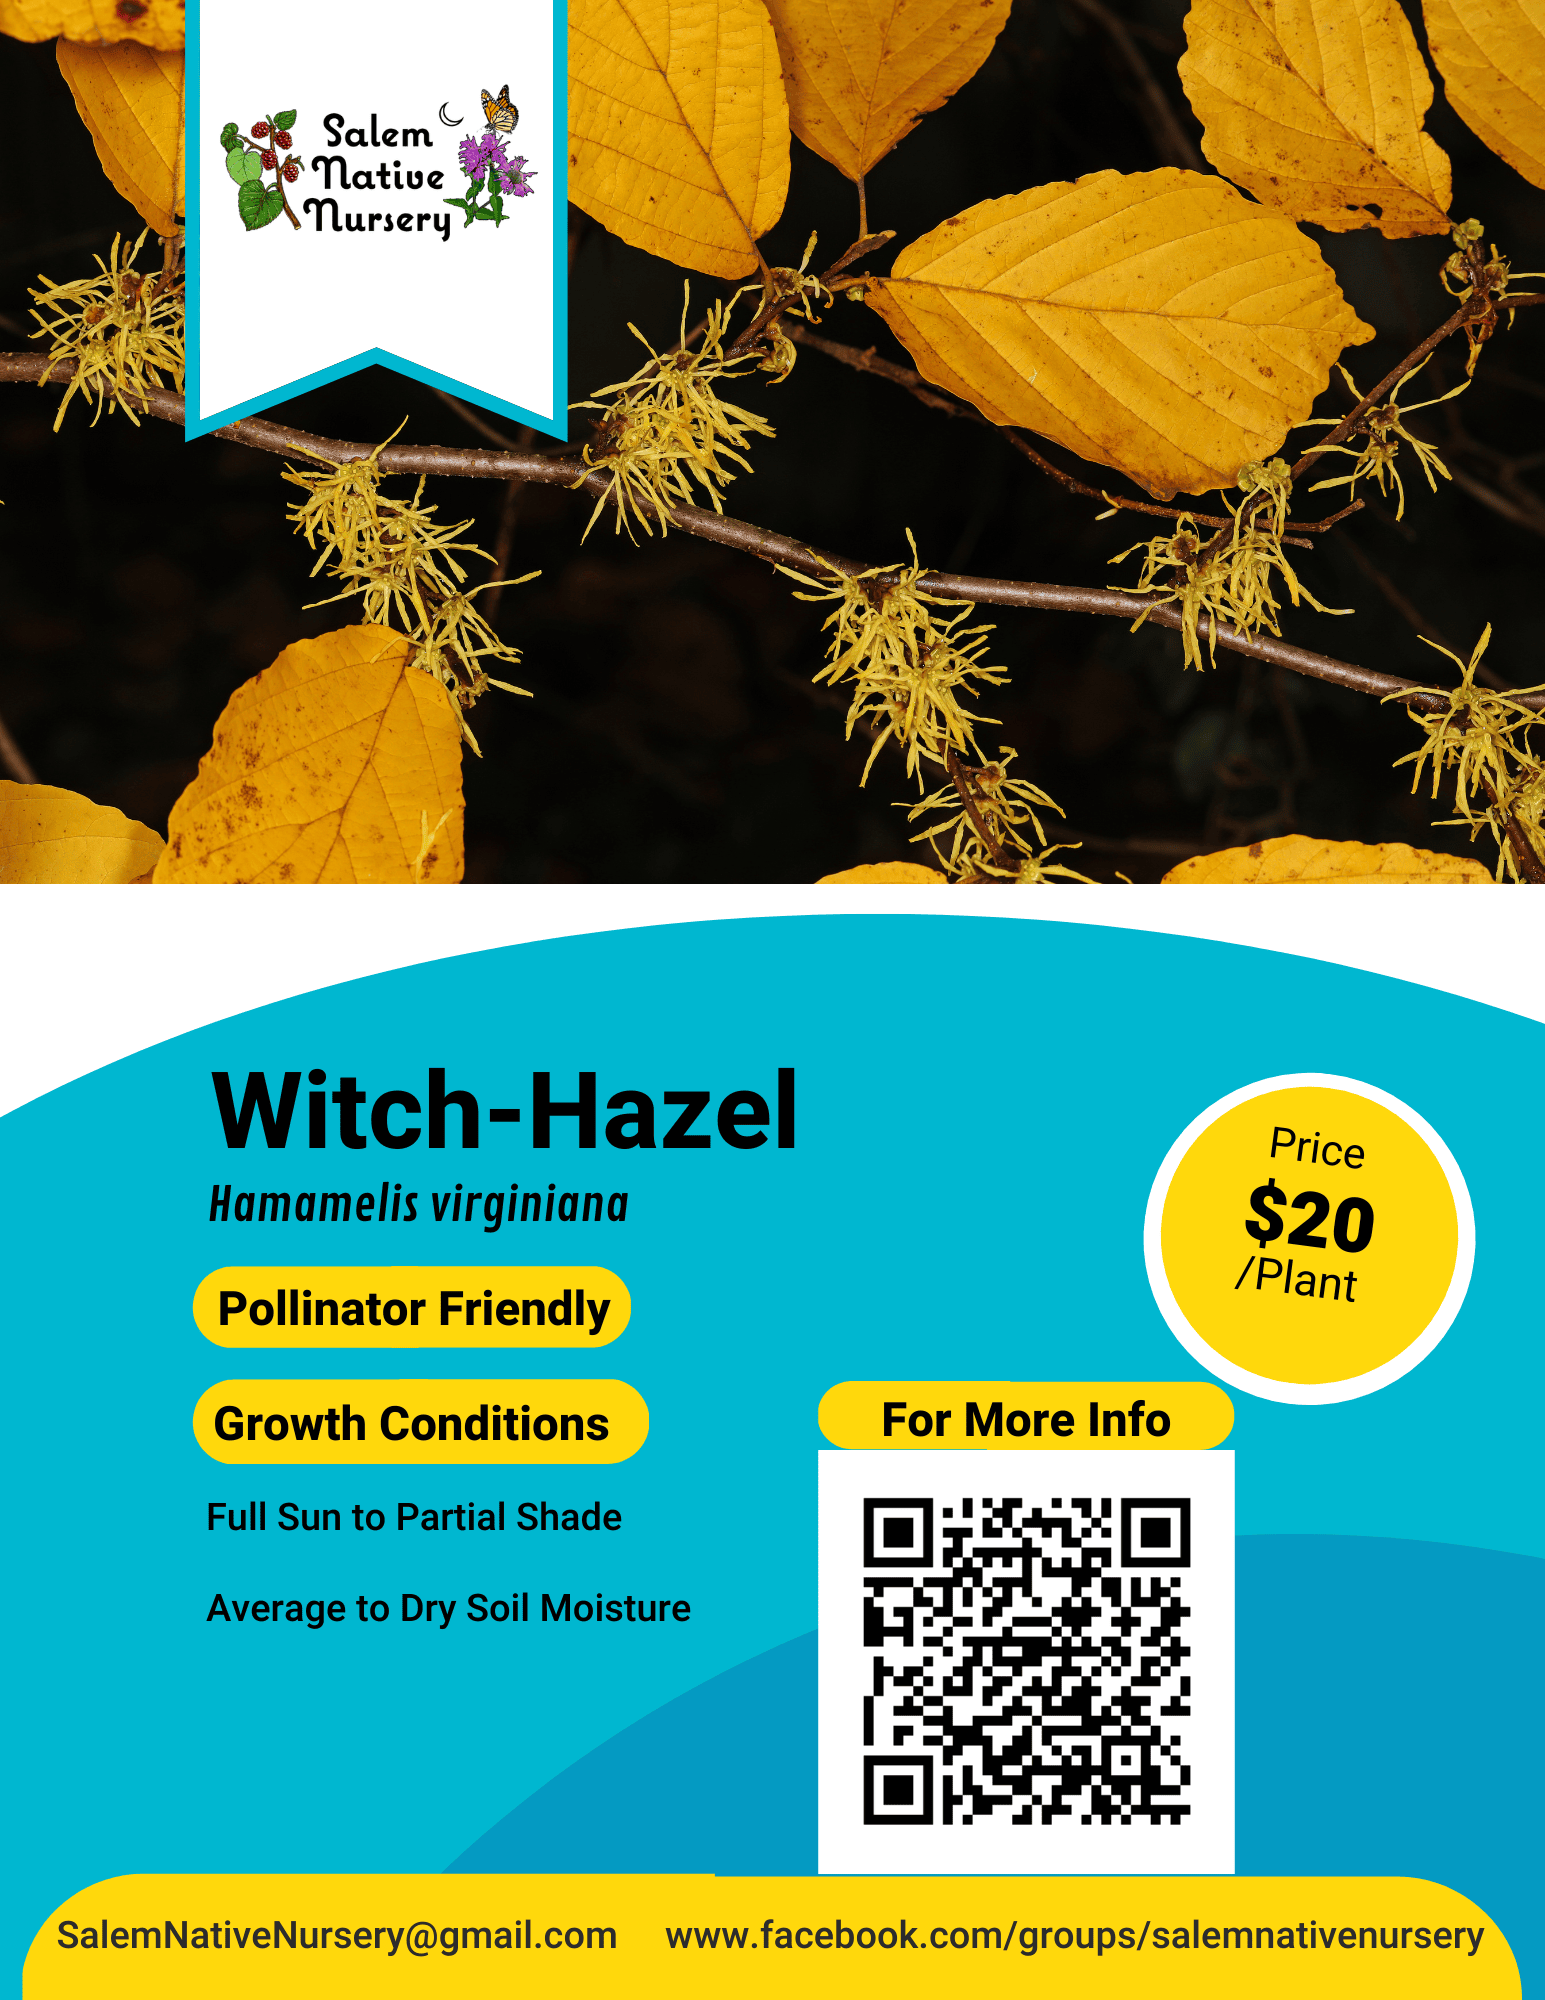 Salem
Native
Nursery
Witch-Hazel
Hamamelis virginiana
Price
$20
/Plant
Pollinator Friendly
Growth Conditions
Full Sun to Partial Shade
Average to Dry Soil Moisture
For More Info
SalemNativeNursery@gmail.com
www.facebook.com/groups/salemnativenursery